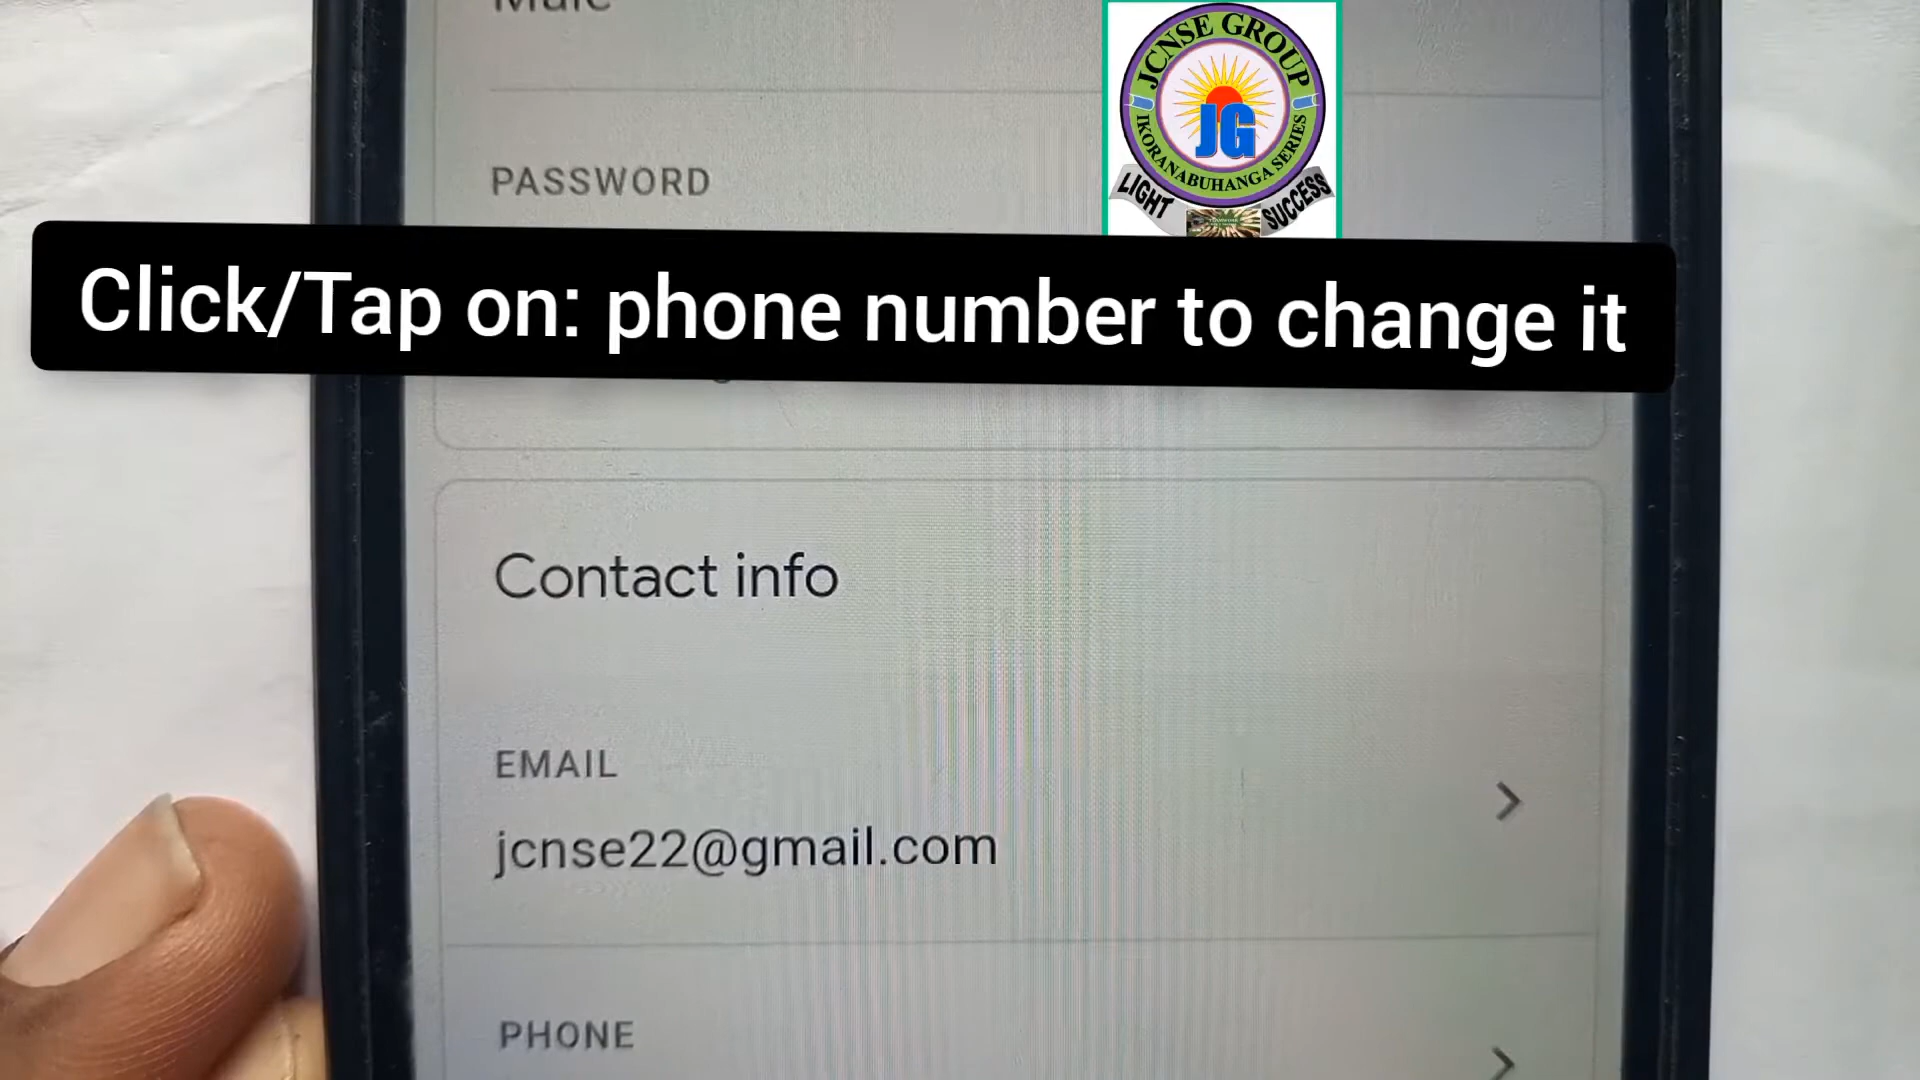 Male
JCNSE GROUP
JG
IKORANABUHANGA SERIES
LIGHT
SUCCESS
PASSWORD
Click/Tap on: phone number to change it
Contact info
EMAIL
jcnse22@gmail.com
PHONE